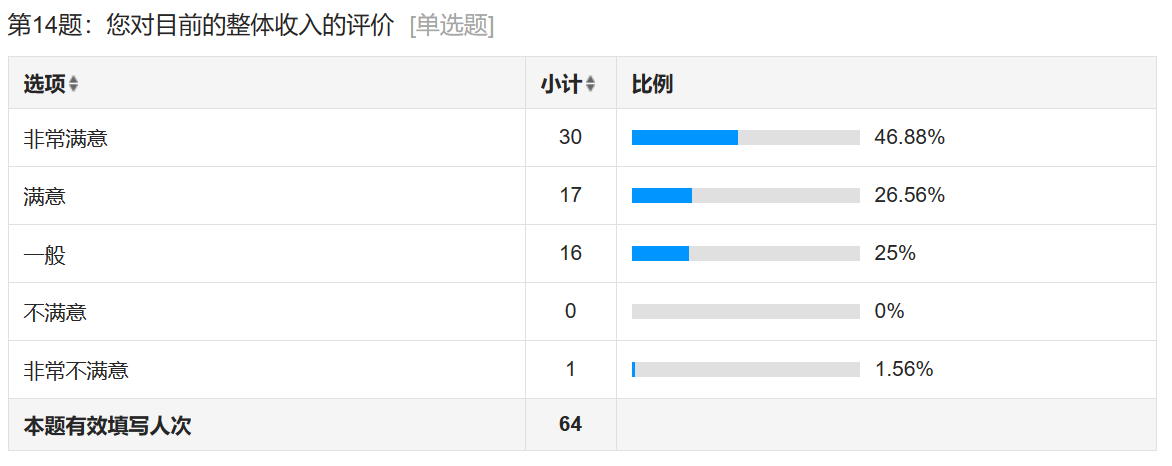 第14题：您对目前的整体收入的评价 [单选题]
选项 小计 比例
非常满意 30 46.88%
满意 17 26.56%
一般 16 25%
不满意 0 0%
非常不满意 1 1.56%
本题有效填写人次 64